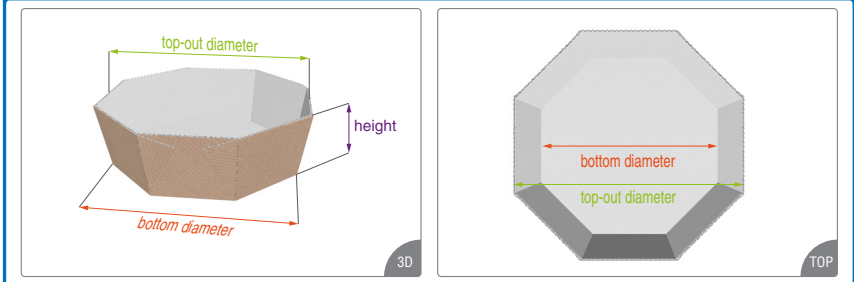 top-out diameter
height
bottom diameter
3D
bottom diameter
top-out diameter
TOP